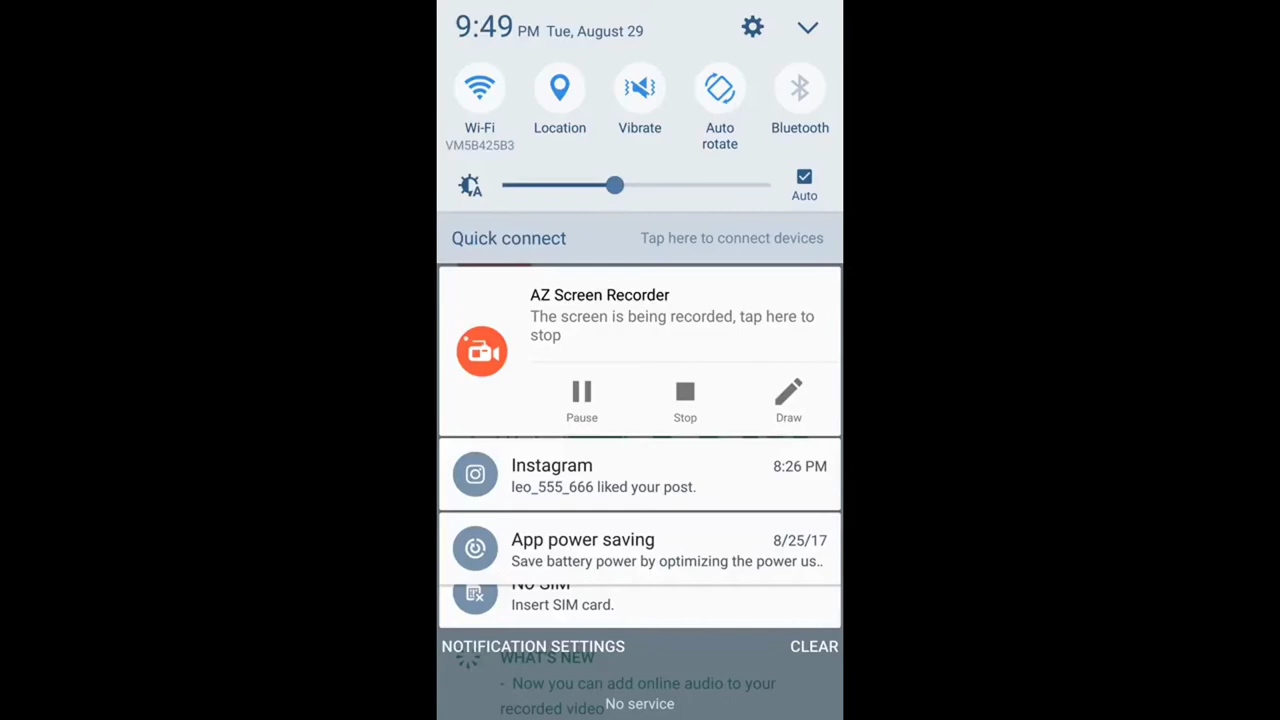 9:49 PM Tue, August 29
Wi-Fi
VM5B425B3
Location
Vibrate
Auto
rotate
Bluetooth
A
Auto
Quick connect
Tap here to connect devices
AZ Screen Recorder
The screen is being recorded, tap here to
stop
Pause
Stop
Draw
Instagram 8:26 PM
leo_555_666 liked your post.
App power saving 8/25/17
Save battery power by optimizing the power us..
No SIM
Insert SIM card.
NOTIFICATION SETTINGS
CLEAR
WHAT'S NEW
- Now you can add online audio to your
recorded video
No service